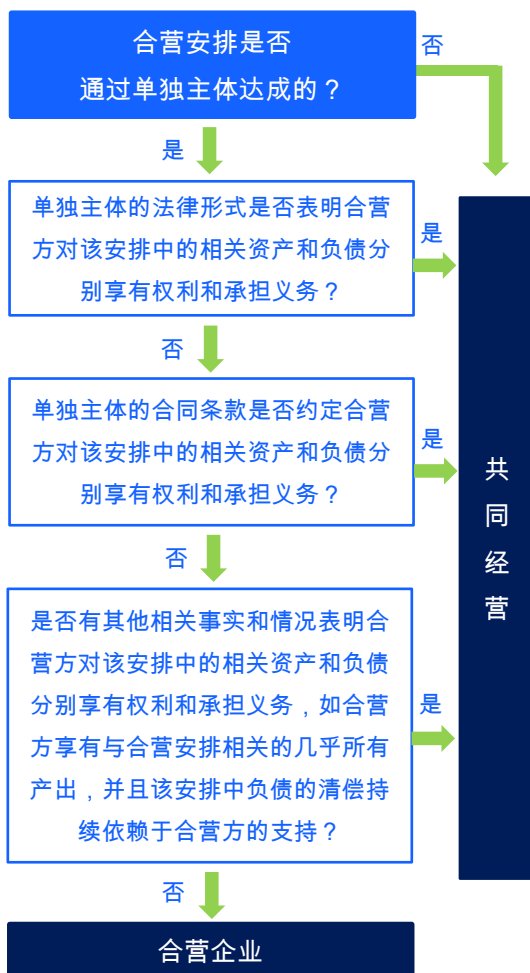 合营安排是否
通过单独主体达成的？
否
是
单独主体的法律形式是否表明合营
方对该安排中的相关资产和负债分
别享有权利和承担义务？
是
否
单独主体的合同条款是否约定合营
方对该安排中的相关资产和负债分
别享有权利和承担义务？
是
否
是否有其他相关事实和情况表明合
营方对该安排中的相关资产和负债
分别享有权利和承担义务，如合营
方享有与合营安排相关的几乎所有
产出，并且该安排中负债的清偿持
续依赖于合营方的支持？
是
否
共
同
经
营
合营企业